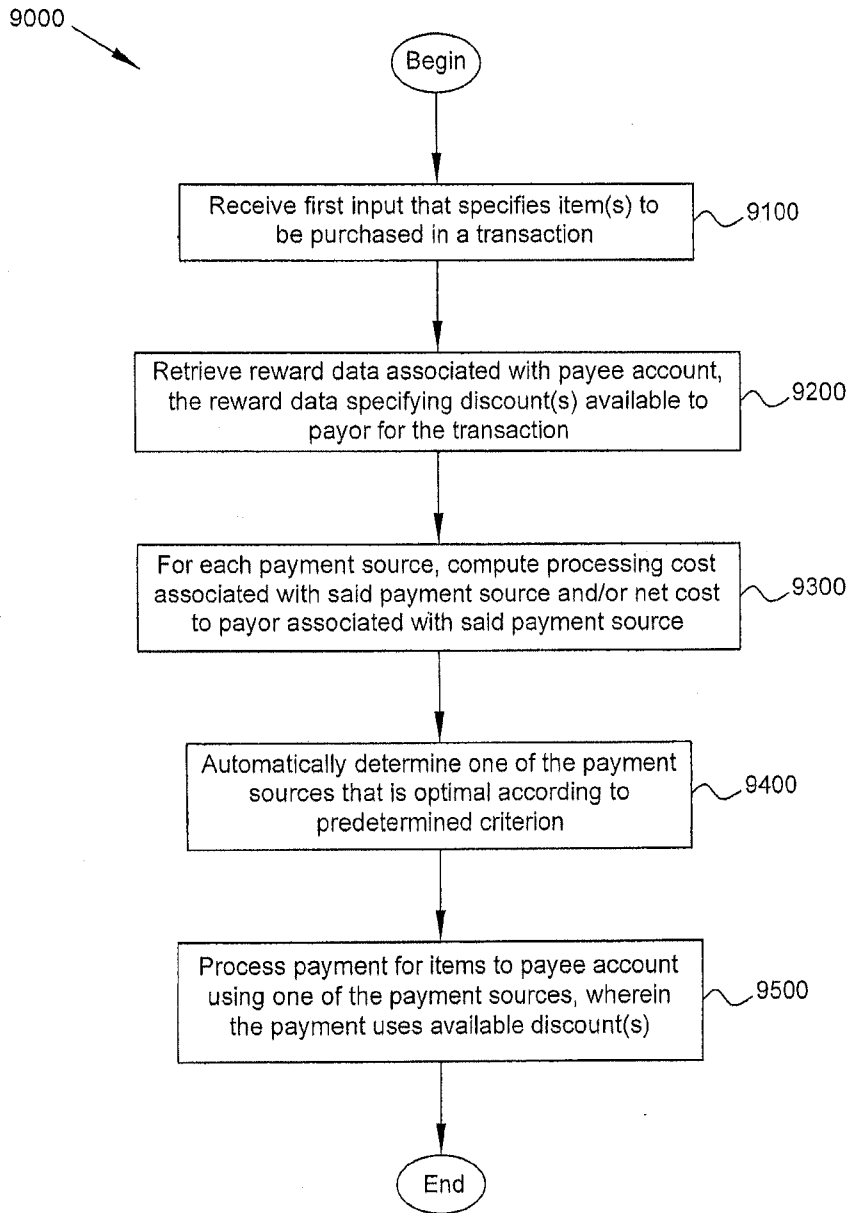 9000
Begin
Receive first input that specifies item(s) to
be purchased in a transaction
9100
Retrieve reward data associated with payee account,
the reward data specifying discount(s) available to
payor for the transaction
9200
For each payment source, compute processing cost
associated with said payment source and/or net cost
to payor associated with said payment source
9300
Automatically determine one of the payment
sources that is optimal according to
predetermined criterion
9400
Process payment for items to payee account
using one of the payment sources, wherein
the payment uses available discount(s)
9500
End